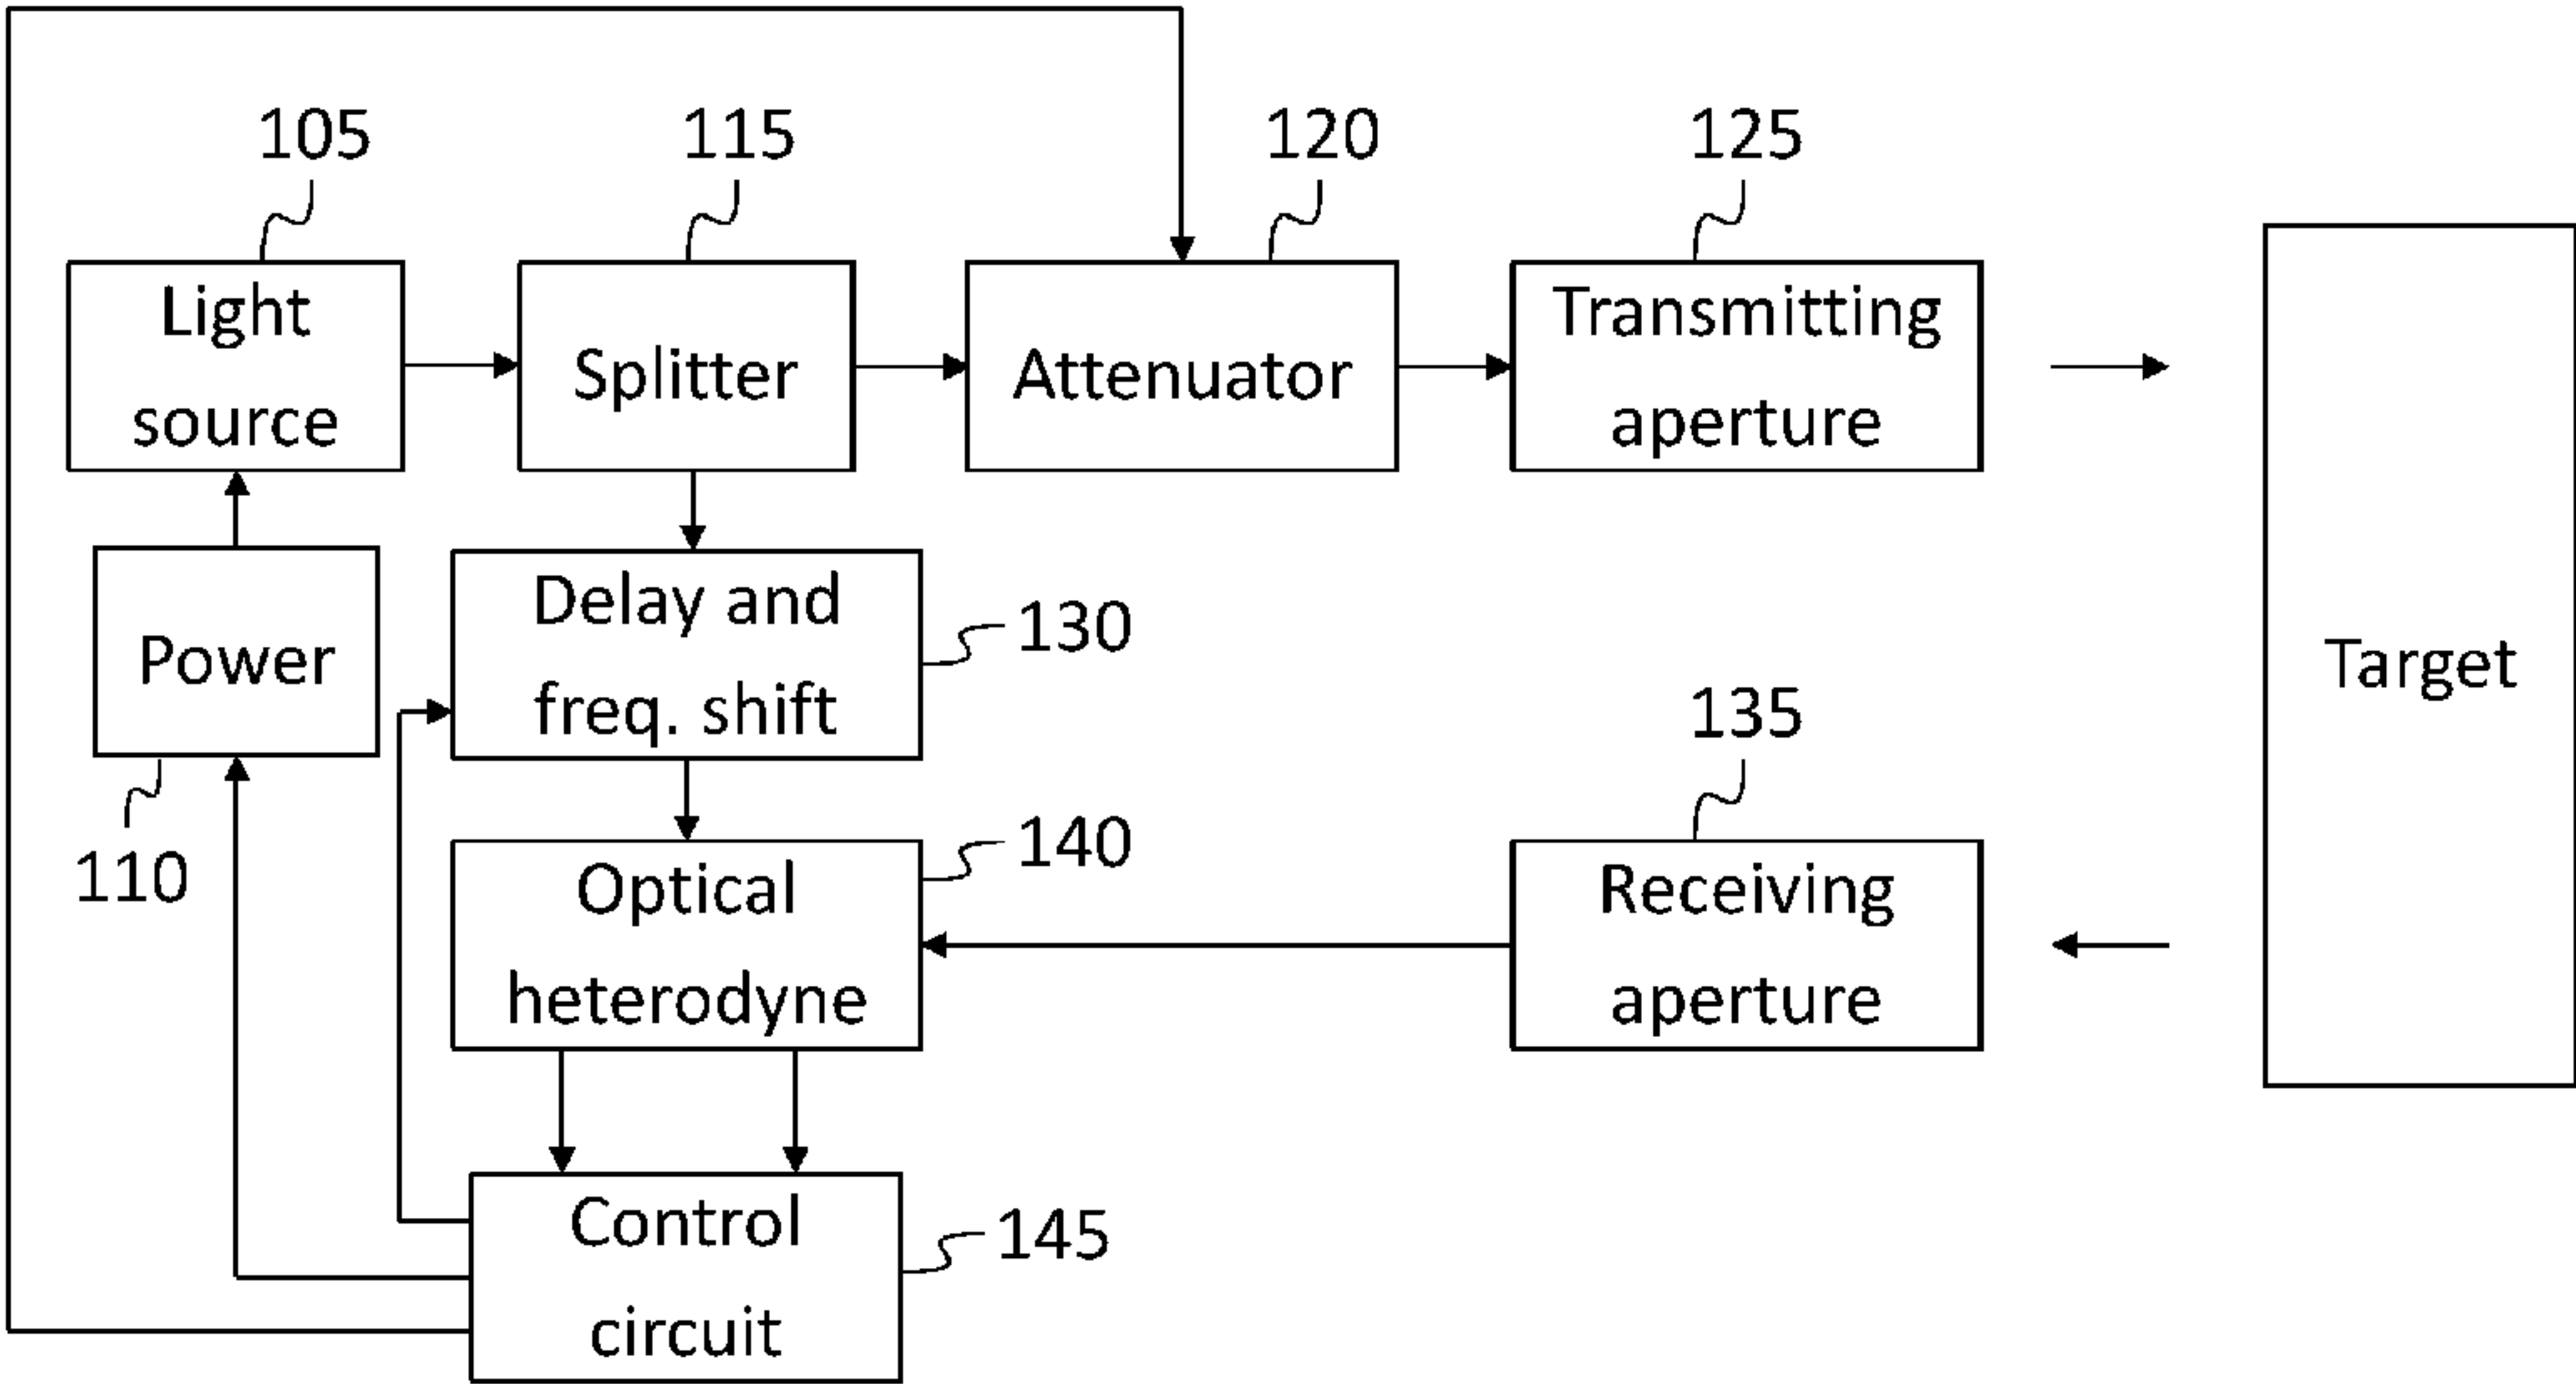 105
115
120
125
Light
source
Splitter
Attenuator
Transmitting
aperture
Power
110
Delay and
freq. shift
130
Target
135
140
Optical
heterodyne
Receiving
aperture
Control
circuit
145